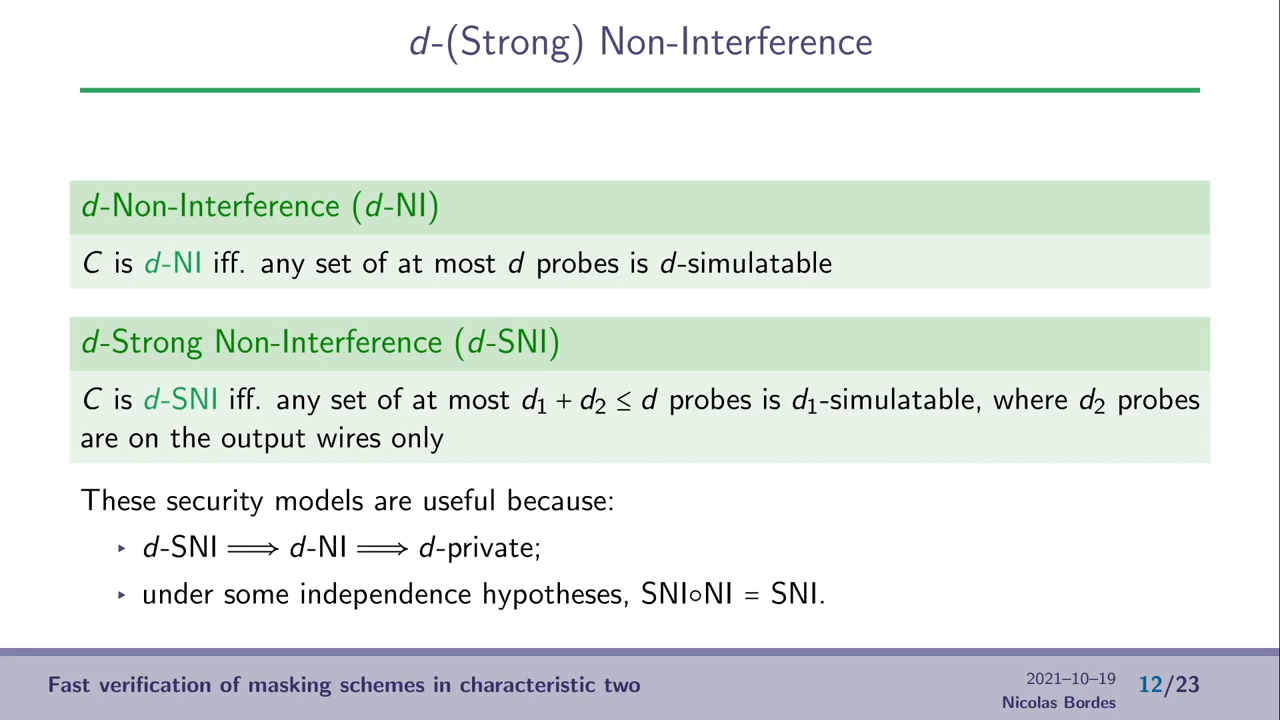 d-(Strong) Non-Interference
d-Non-Interference (d-NI)
C is d-NI iff. any set of at most d probes is d-simulatable
d-Strong Non-Interference (d-SNI)
C is d-SNI iff. any set of at most d₁ + d₂ ≤ d probes is d₁-simulatable, where d₂ probes
are on the output wires only
These security models are useful because:
‣ d-SNI ⟹ d-NI ⟹ d-private;
‣ under some independence hypotheses, SNI∘NI = SNI.
Fast verification of masking schemes in characteristic two
2021–10–19
Nicolas Bordes
12/23